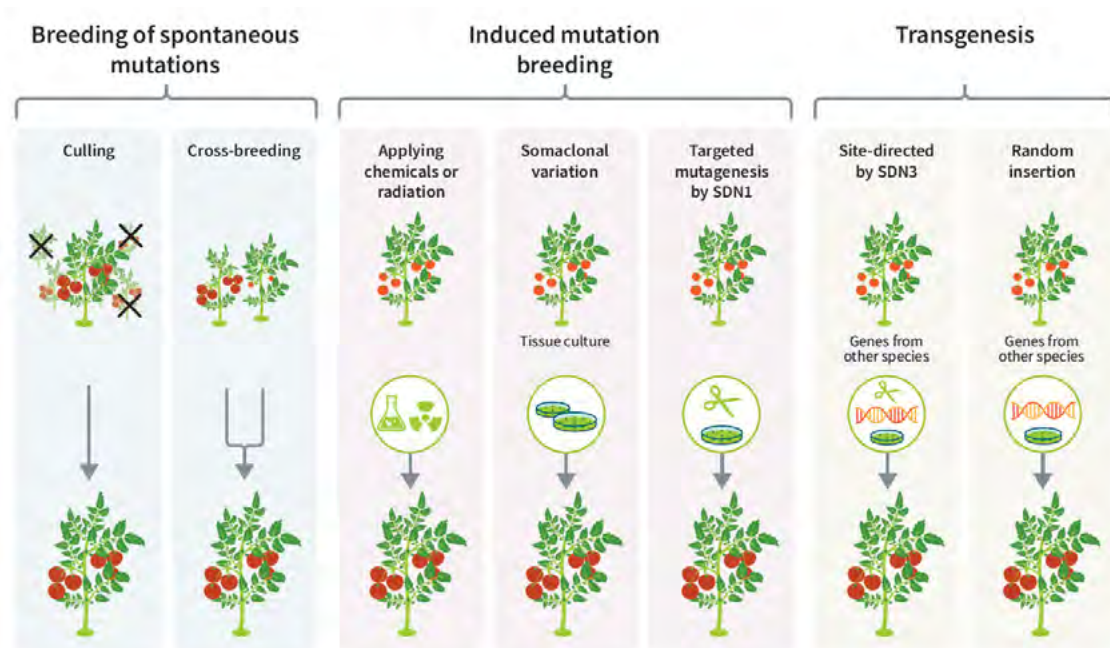 Breeding of spontaneous
mutations
Induced mutation
breeding
Transgenesis
Culling
Cross-breeding
Applying
chemicals or
radiation
Somaclonal
variation
Targeted
mutagenesis
by SDN1
Site-directed
by SDN3
Random
insertion
Tissue culture
Genes from
other species
Genes from
other species